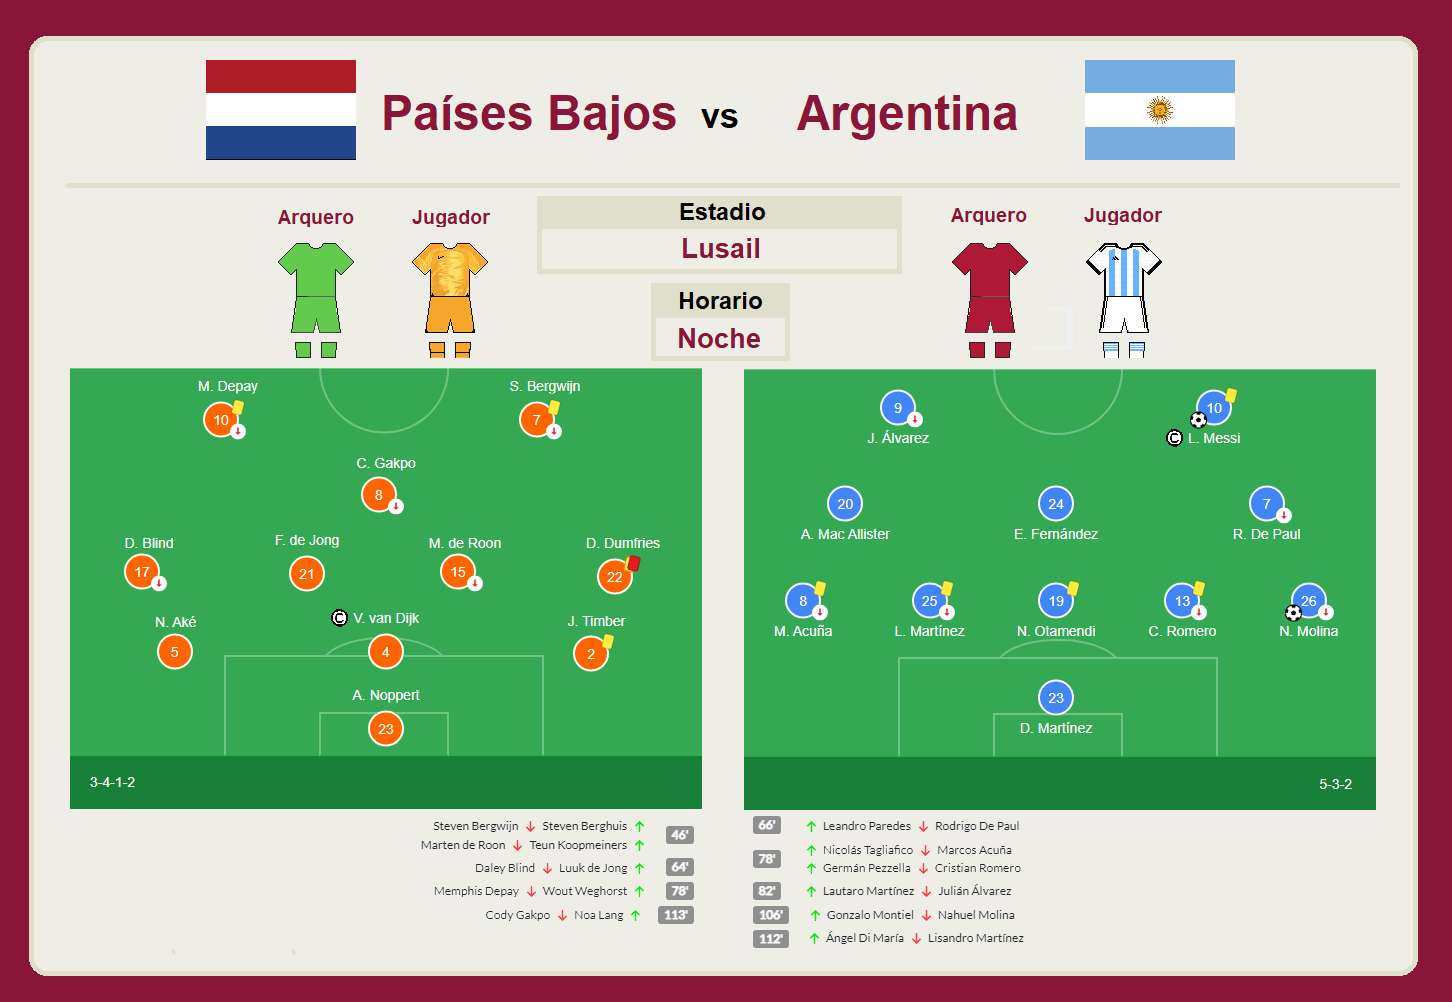 Países Bajos vs Argentina
Arquero Jugador
Estadio
Lusail
Horario
Noche
Arquero Jugador
M. Depay S. Bergwijn
10 7
C. Gakpo
8
D. Blind F. de Jong M. de Roon D. Dumfries
17 21 15 22
N. Aké © V. van Dijk J. Timber
5 4 2
A. Noppert
23
3-4-1-2
9 10
J. Álvarez © L. Messi
20 24 7
A. Mac Allister E. Fernández R. De Paul
8 25 19 13 26
M. Acuña L. Martínez N. Otamendi C. Romero N. Molina
23
D. Martínez
5-3-2
Steven Bergwijn ↓ Steven Berghuis ↑ 46'
Marten de Roon ↓ Teun Koopmeiners ↑
Daley Blind ↓ Luuk de Jong ↑ 64'
Memphis Depay ↓ Wout Weghorst ↑ 78'
Cody Gakpo ↓ Noa Lang ↑ 113'
66' ↑ Leandro Paredes ↓ Rodrigo De Paul
78' ↑ Nicolás Tagliafico ↓ Marcos Acuña
↑ Germán Pezzella ↓ Cristian Romero
82' ↑ Lautaro Martínez ↓ Julián Álvarez
106' ↑ Gonzalo Montiel ↓ Nahuel Molina
112' ↑ Ángel Di María ↓ Lisandro Martínez